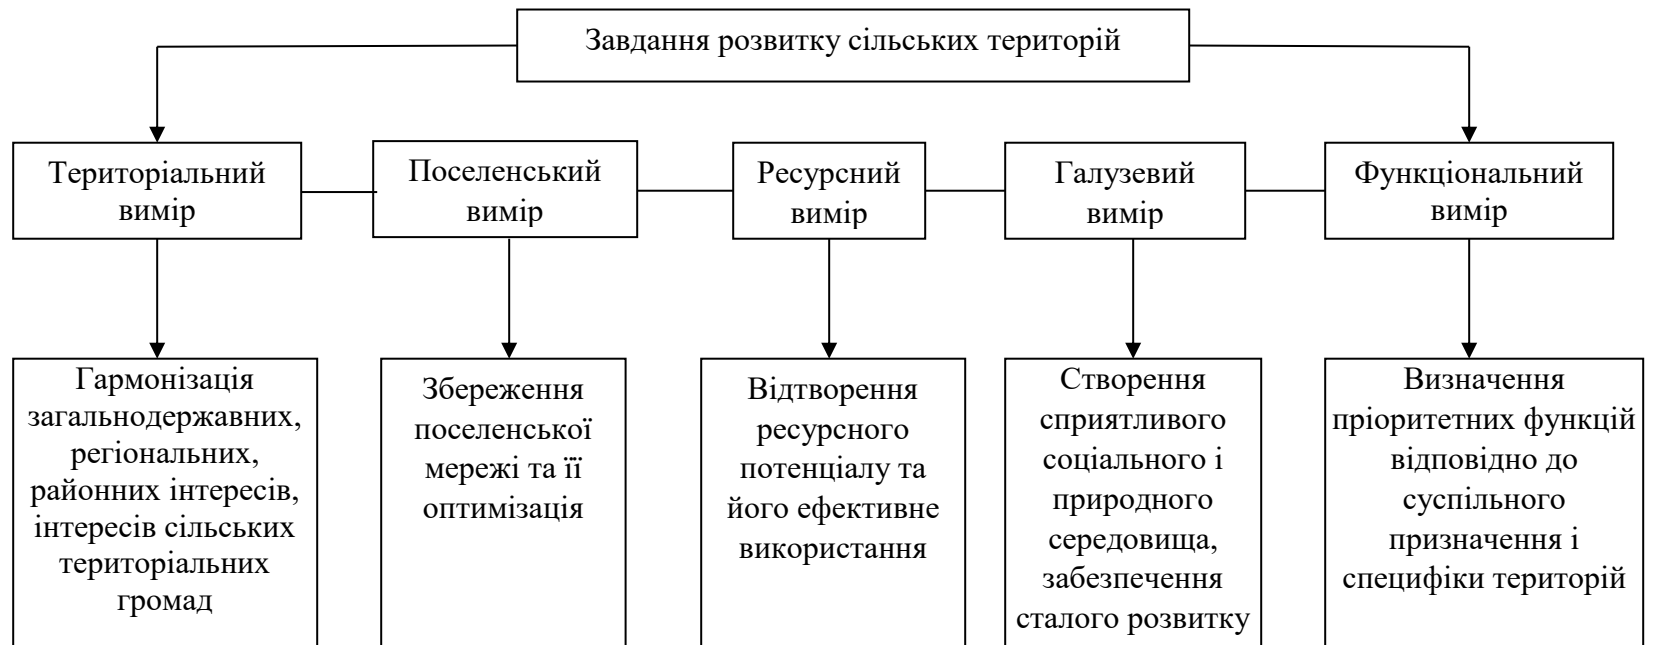 Завдання розвитку сільських територій
Територіальний
вимір
Поселенський
вимір
Ресурсний
вимір
Галузевий
вимір
Функціональний
вимір
Гармонізація
загальнодержавних,
регіональних,
районних інтересів,
інтересів сільських
територіальних
громад
Збереження
поселенської
мережі та її
оптимізація
Відтворення
ресурсного
потенціалу та
його ефективне
використання
Створення
сприятливого
соціального і
природного
середовища,
забезпечення
сталого розвитку
Визначення
пріоритетних функцій
відповідно до
суспільного
призначення і
специфіки територій